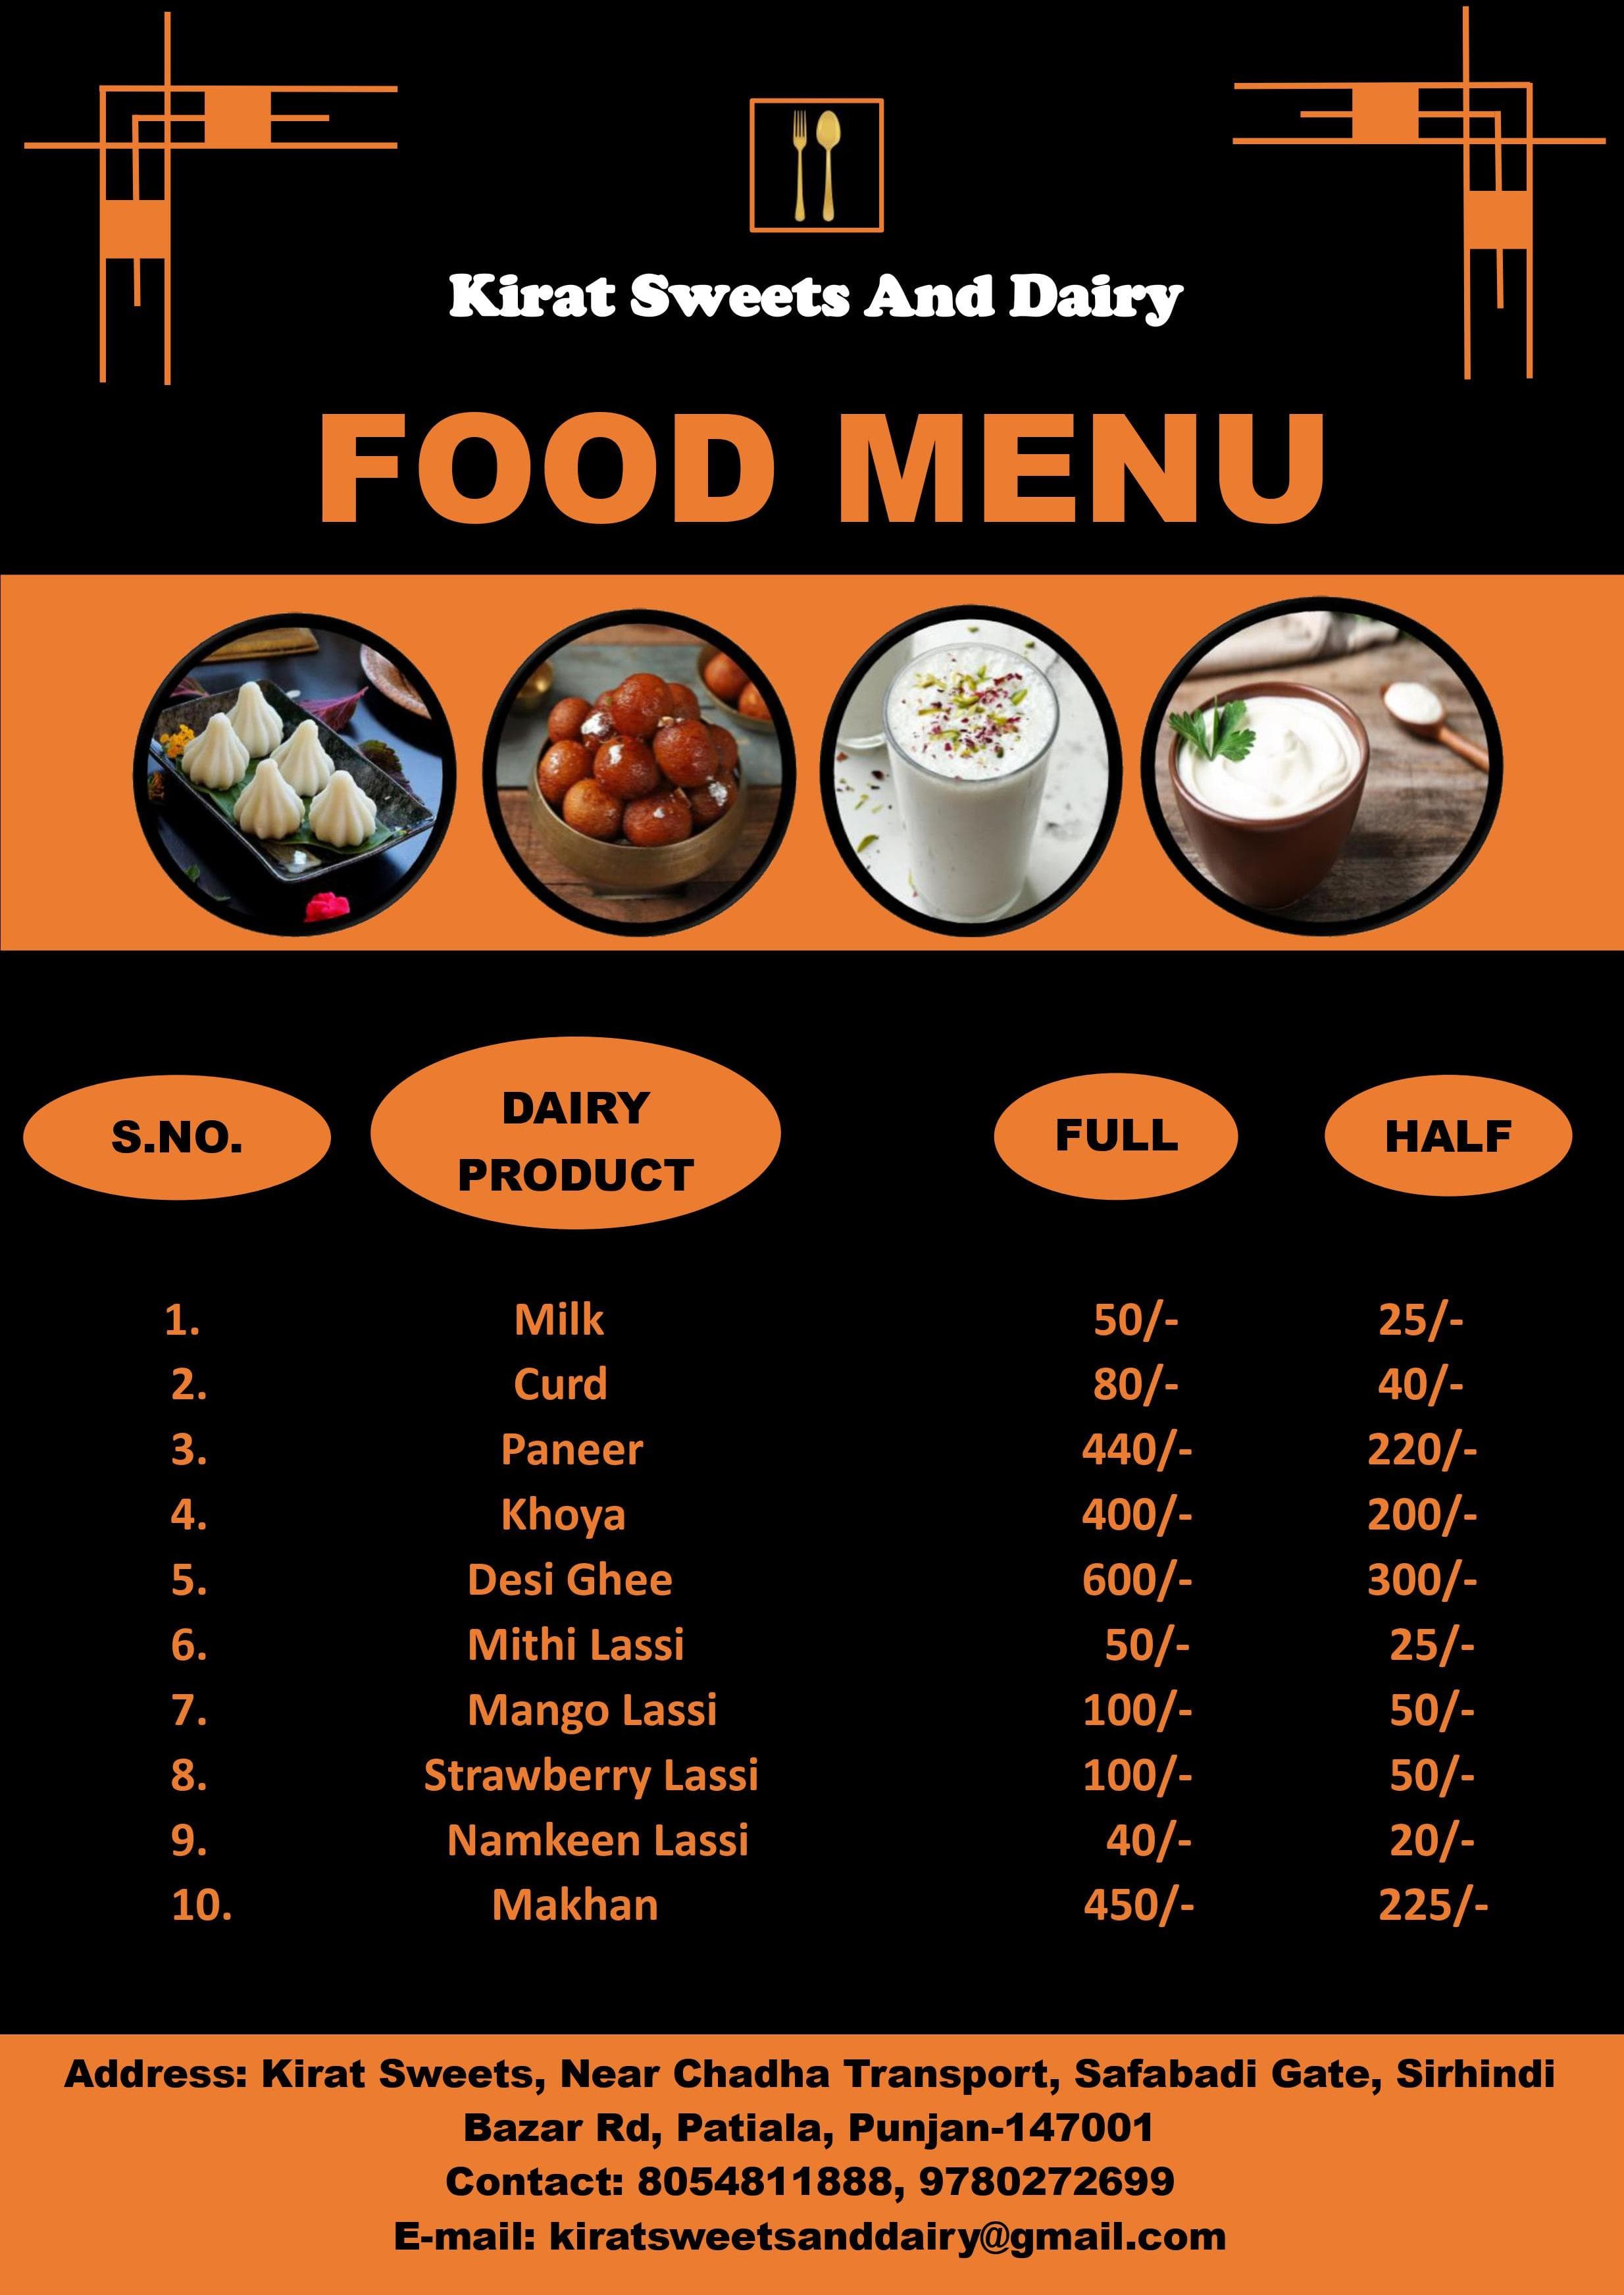 Kirat Sweets And Dairy
FOOD MENU
S.NO. DAIRY PRODUCT FULL HALF
1. Milk 50/- 25/-
2. Curd 80/- 40/-
3. Paneer 440/- 220/-
4. Khoya 400/- 200/-
5. Desi Ghee 600/- 300/-
6. Mithi Lassi 50/- 25/-
7. Mango Lassi 100/- 50/-
8. Strawberry Lassi 100/- 50/-
9. Namkeen Lassi 40/- 20/-
10. Makhan 450/- 225/-
Address: Kirat Sweets, Near Chadha Transport, Safabadi Gate, Sirhindi
Bazar Rd, Patiala, Punjan-147001
Contact: 8054811888, 9780272699
E-mail: kiratsweetsanddairy@gmail.com